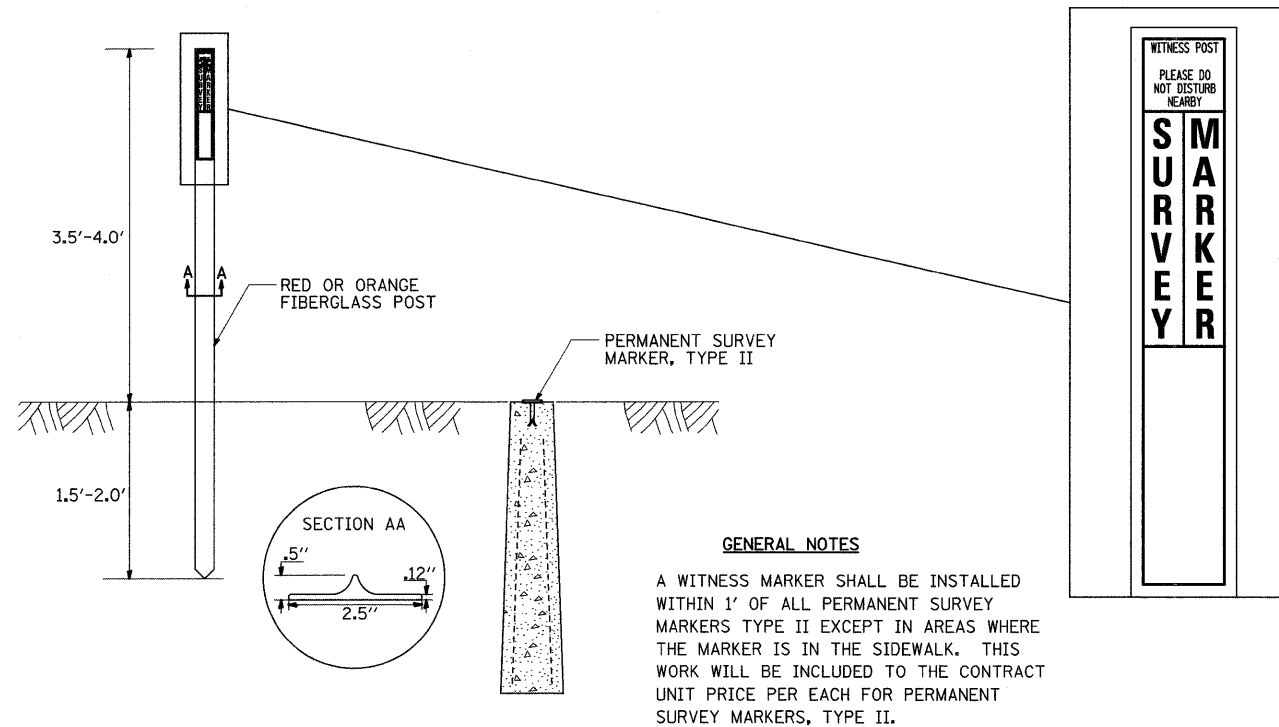 WITNESS POST
PLEASE DO
NOT DISTURB
NEARBY
SURVEY
MARKER
3.5'-4.0'
A A
RED OR ORANGE
FIBERGLASS POST
PERMANENT SURVEY
MARKER, TYPE II
1.5'-2.0'
SECTION AA
.5"
.12"
2.5"
GENERAL NOTES
A WITNESS MARKER SHALL BE INSTALLED
WITHIN 1' OF ALL PERMANENT SURVEY
MARKERS TYPE II EXCEPT IN AREAS WHERE
THE MARKER IS IN THE SIDEWALK. THIS
WORK WILL BE INCLUDED TO THE CONTRACT
UNIT PRICE PER EACH FOR PERMANENT
SURVEY MARKERS, TYPE II.